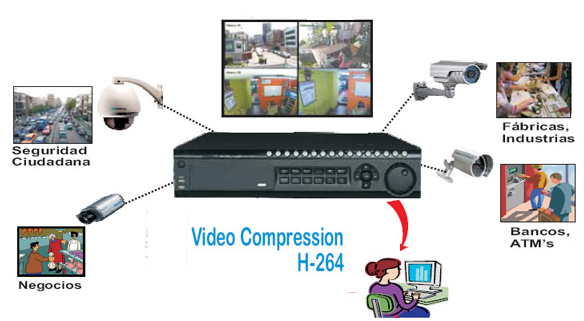 Seguridad
Ciudadana
Fábricas,
Industrias
Video Compression
H-264
Bancos,
ATM's
Negocios